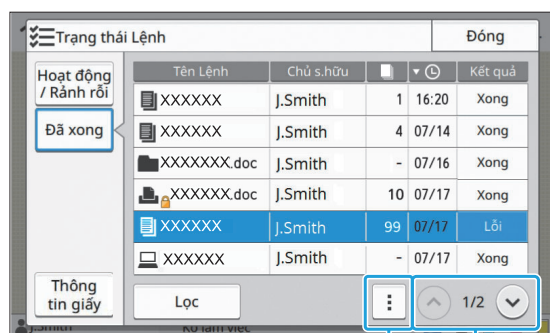 Trạng thái Lệnh
Đóng
Hoạt động
/ Rảnh rỗi
Đã xong
Thông
tin giấy
Tên Lệnh Chủ s.hữu Kết quả
XXXXXX J.Smith 1 16:20 Xong
XXXXXX J.Smith 4 07/14 Xong
XXXXXXX.doc J.Smith - 07/16 Xong
XXXXXX.doc J.Smith 10 07/17 Xong
XXXXXX J.Smith 99 07/17 Lỗi
XXXXXX J.Smith - 07/17 Xong
Lọc
1/2
J.Smith